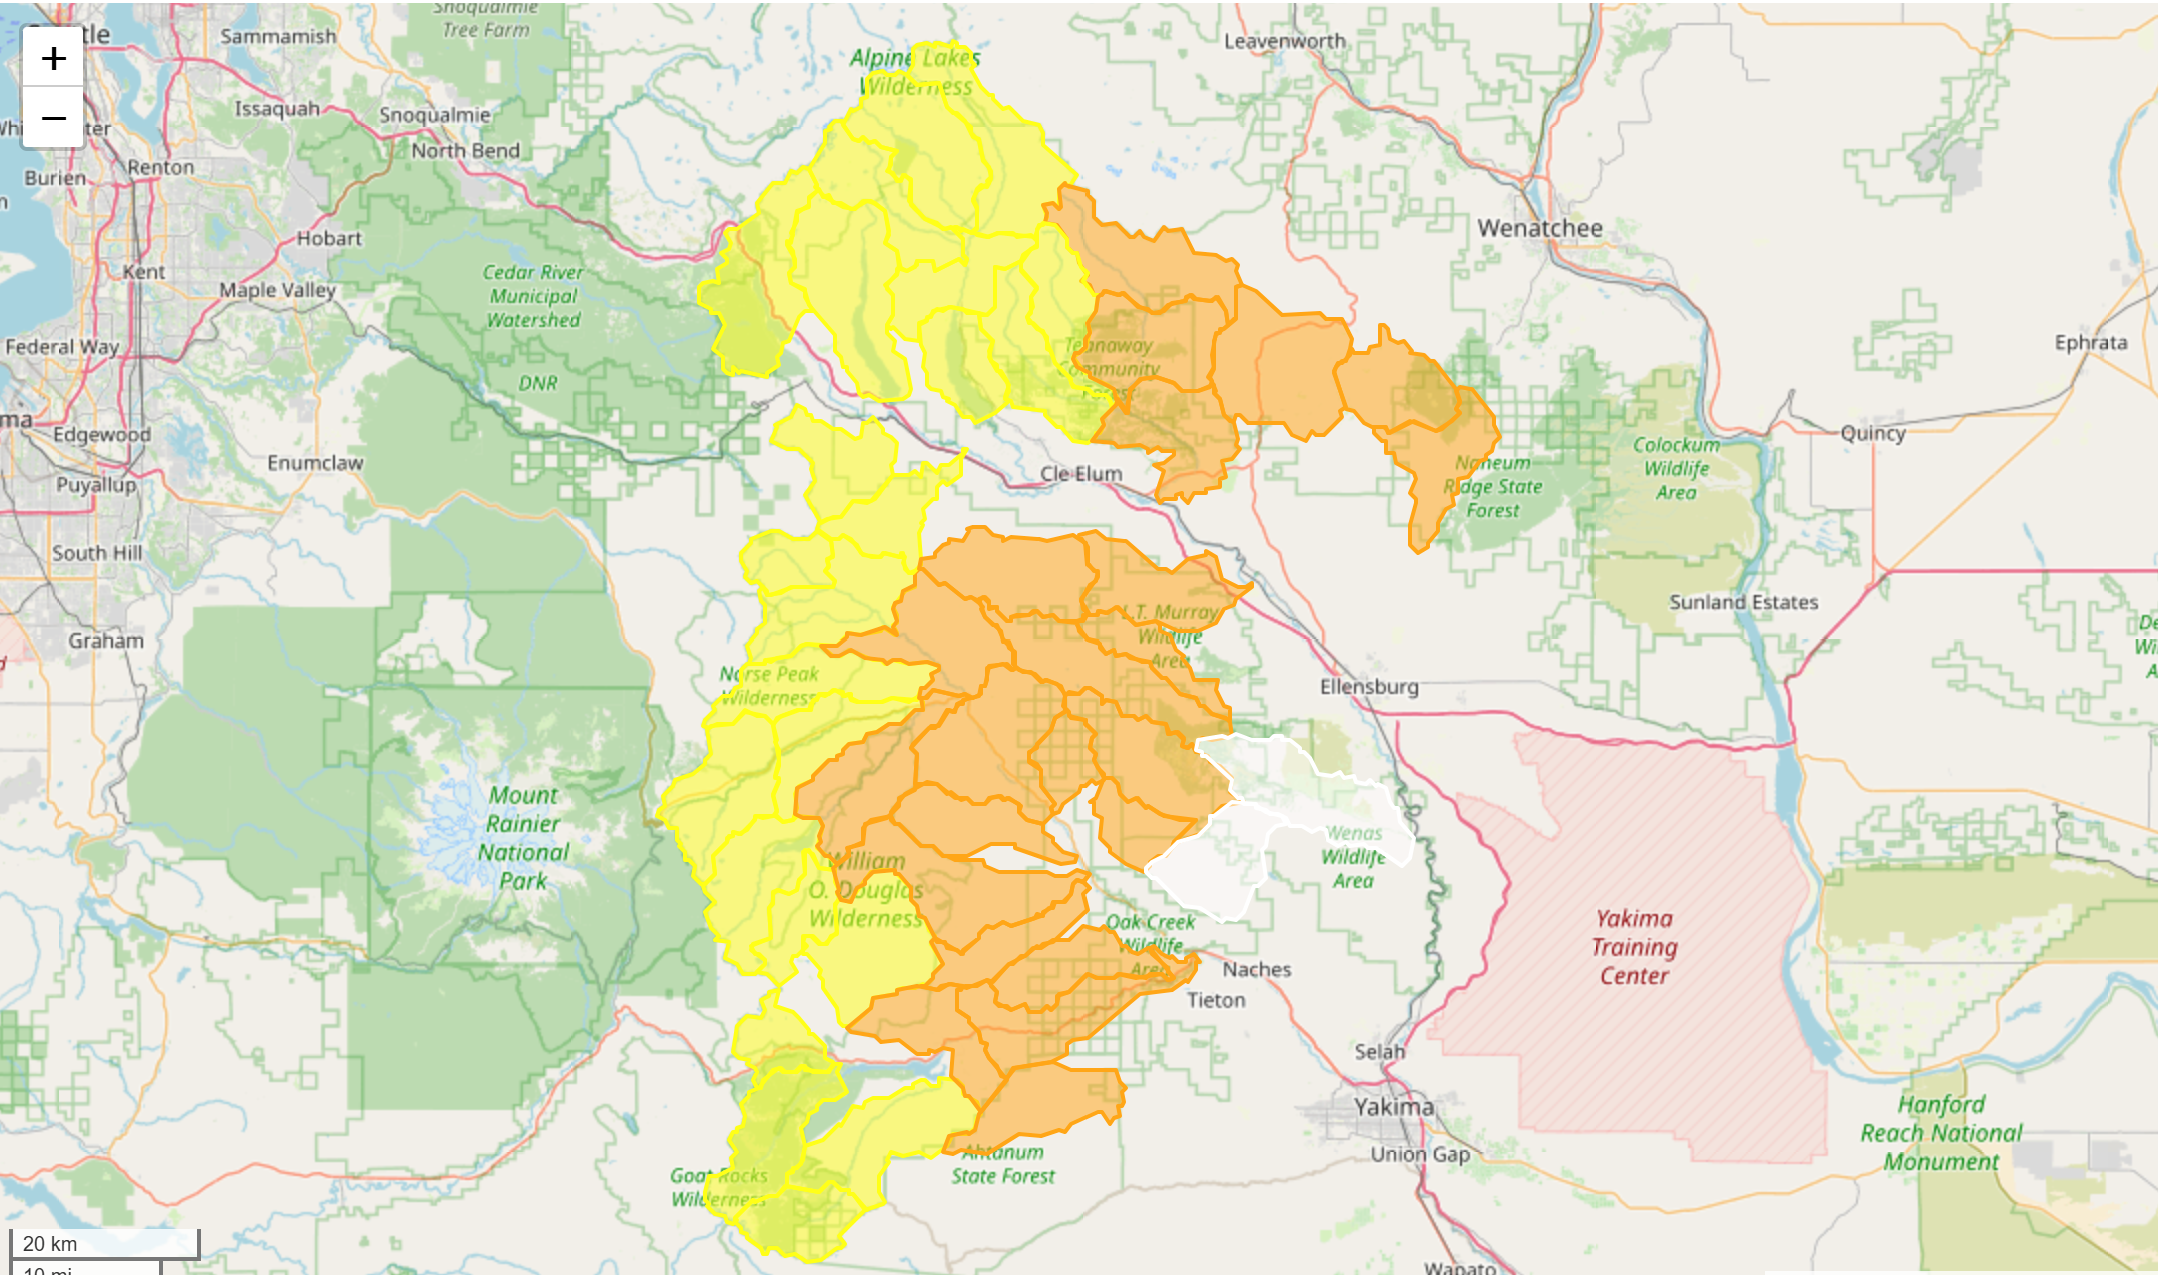 Snoqualmie
Tree Farm
Sammamish
Leavenworth
+
Alpine Lakes
Wilderness
Issaquah
Snoqualmie
−
North Bend
Renton
Burien
Wenatchee
Hobart
Kent
Cedar River
Municipal
Watershed
Maple Valley
Federal Way
Teanaway
Community
Forest
Ephrata
DNR
Edgewood
Quincy
Enumclaw
Colockum
Wildlife
Area
Cle Elum
Naneum
Ridge State
Forest
Puyallup
South Hill
Sunland Estates
L.T. Murray
Wildlife
Area
Graham
Norse Peak
Wilderness
Ellensburg
Mount
Rainier
National
Park
Wenas
Wildlife
Area
William
O. Douglas
Wilderness
Oak Creek
Wildlife
Area
Yakima
Training
Center
Naches
Tieton
Selah
Yakima
Hanford
Reach National
Monument
Union Gap
Ahtanum
State Forest
Goat Rocks
Wilderness
20 km
10 mi
Wapato